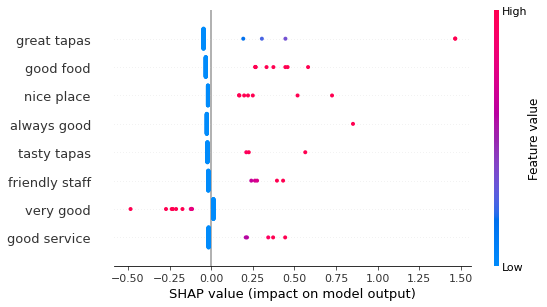 High
great tapas
good food
nice place
always good
tasty tapas
friendly staff
very good
good service
Feature value
Low
−0.50 −0.25 0.00 0.25 0.50 0.75 1.00 1.25 1.50
SHAP value (impact on model output)